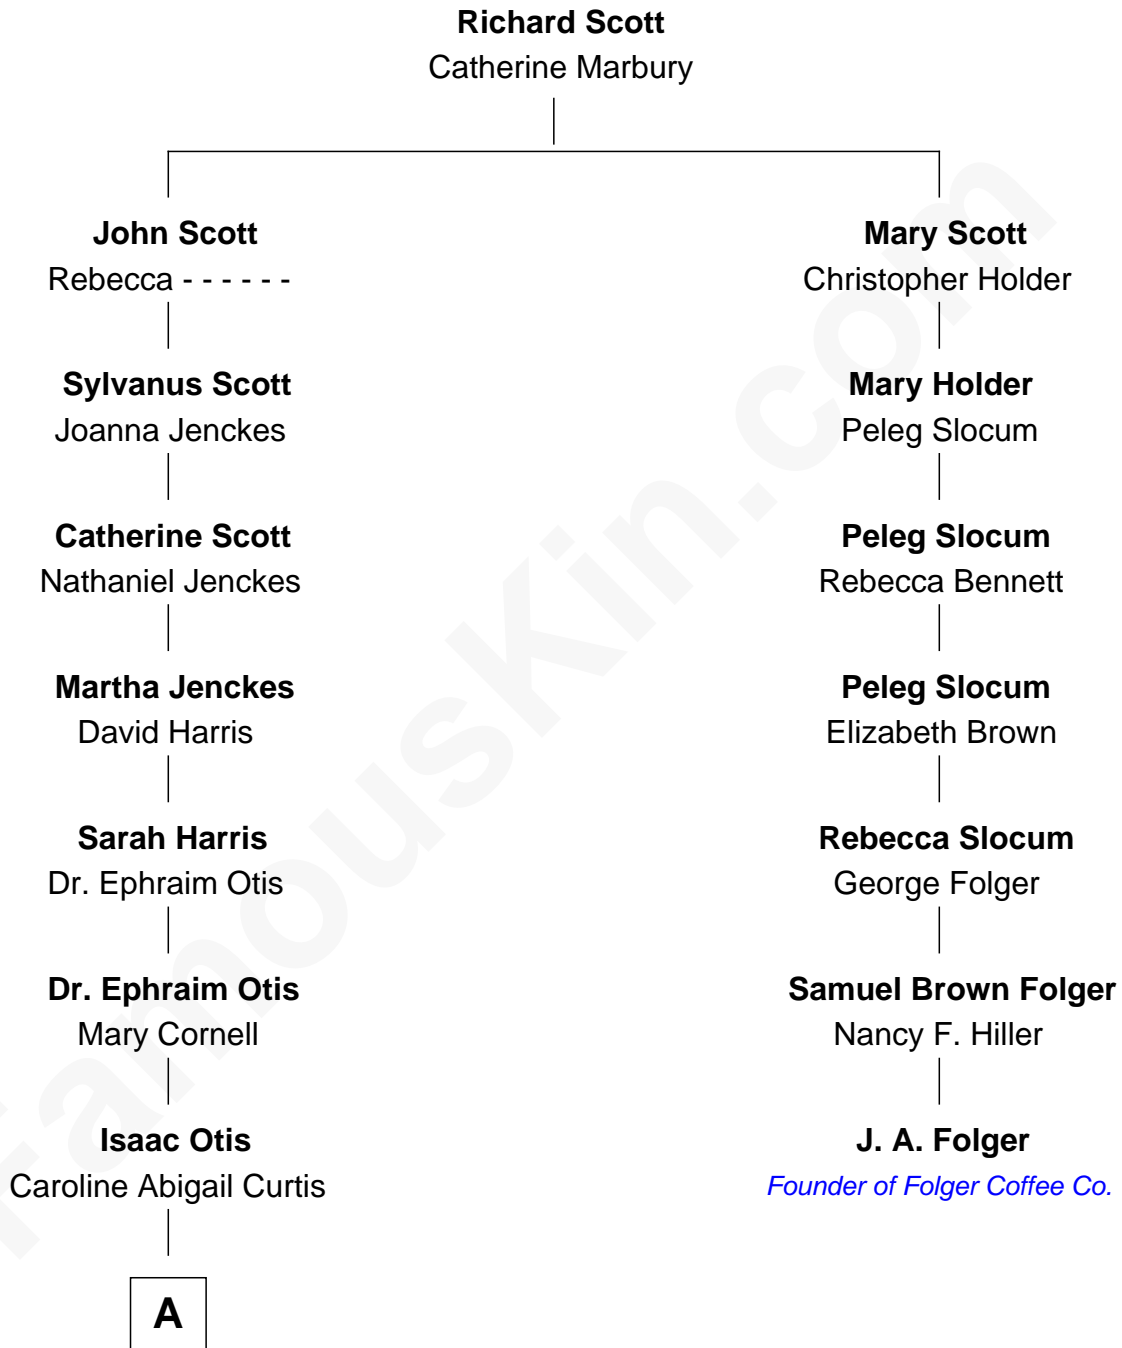 Richard Scott
Catherine Marbury
John Scott
Rebecca - - - - - -
Sylvanus Scott
Joanna Jenckes
Catherine Scott
Nathaniel Jenckes
Martha Jenckes
David Harris
Sarah Harris
Dr. Ephraim Otis
Dr. Ephraim Otis
Mary Cornell
Isaac Otis
Caroline Abigail Curtis
A
Mary Scott
Christopher Holder
Mary Holder
Peleg Slocum
Peleg Slocum
Rebecca Bennett
Peleg Slocum
Elizabeth Brown
Rebecca Slocum
George Folger
Samuel Brown Folger
Nancy F. Hiller
J. A. Folger
Founder of Folger Coffee Co.
FamousKin.com